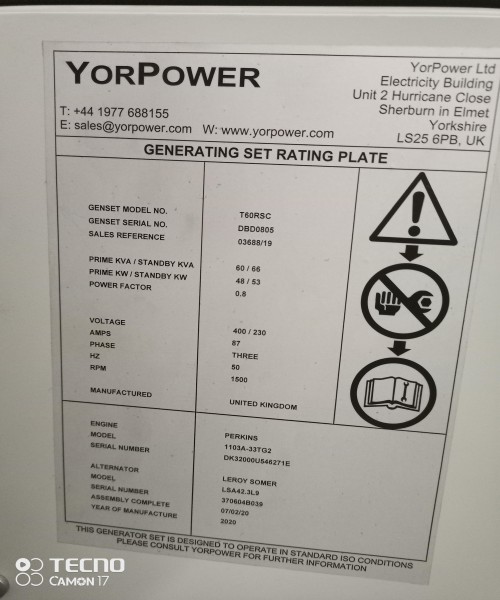 YORPOWER
YorPower Ltd
Electricity Building
Unit 2 Hurricane Close
Sherburn in Elmet
Yorkshire
LS25 6PB, UK
T: +44 1977 688155
E: sales@yorpower.com W: www.yorpower.com
GENERATING SET RATING PLATE
GENSET MODEL NO. T60RSC
GENSET SERIAL NO. DBD0805
SALES REFERENCE 03688/19
PRIME KVA / STANDBY KVA 60 / 66
PRIME KW / STANDBY KW 48 / 53
POWER FACTOR 0.8
VOLTAGE 400 / 230
AMPS 87
PHASE THREE
HZ 50
RPM 1500
MANUFACTURED UNITED KINGDOM
ENGINE PERKINS
MODEL 1103A-33TG2
SERIAL NUMBER DK32000U546271E
ALTERNATOR LEROY SOMER
MODEL LSA42.3L9
SERIAL NUMBER 370604B039
ASSEMBLY COMPLETE 07/02/20
YEAR OF MANUFACTURE 2020
THIS GENERATOR SET IS DESIGNED TO OPERATE IN STANDARD ISO CONDITIONS
PLEASE CONSULT YORPOWER FOR FURTHER INFORMATION
TECNO
CAMON 17